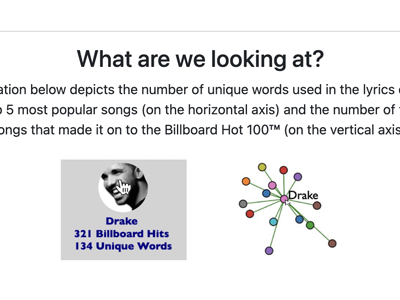 What are we looking at?
ation below depicts the number of unique words used in the lyrics
5 most popular songs (on the horizontal axis) and the number of
ongs that made it on to the Billboard Hot 100™ (on the vertical axis
Drake
321 Billboard Hits
134 Unique Words
Drake